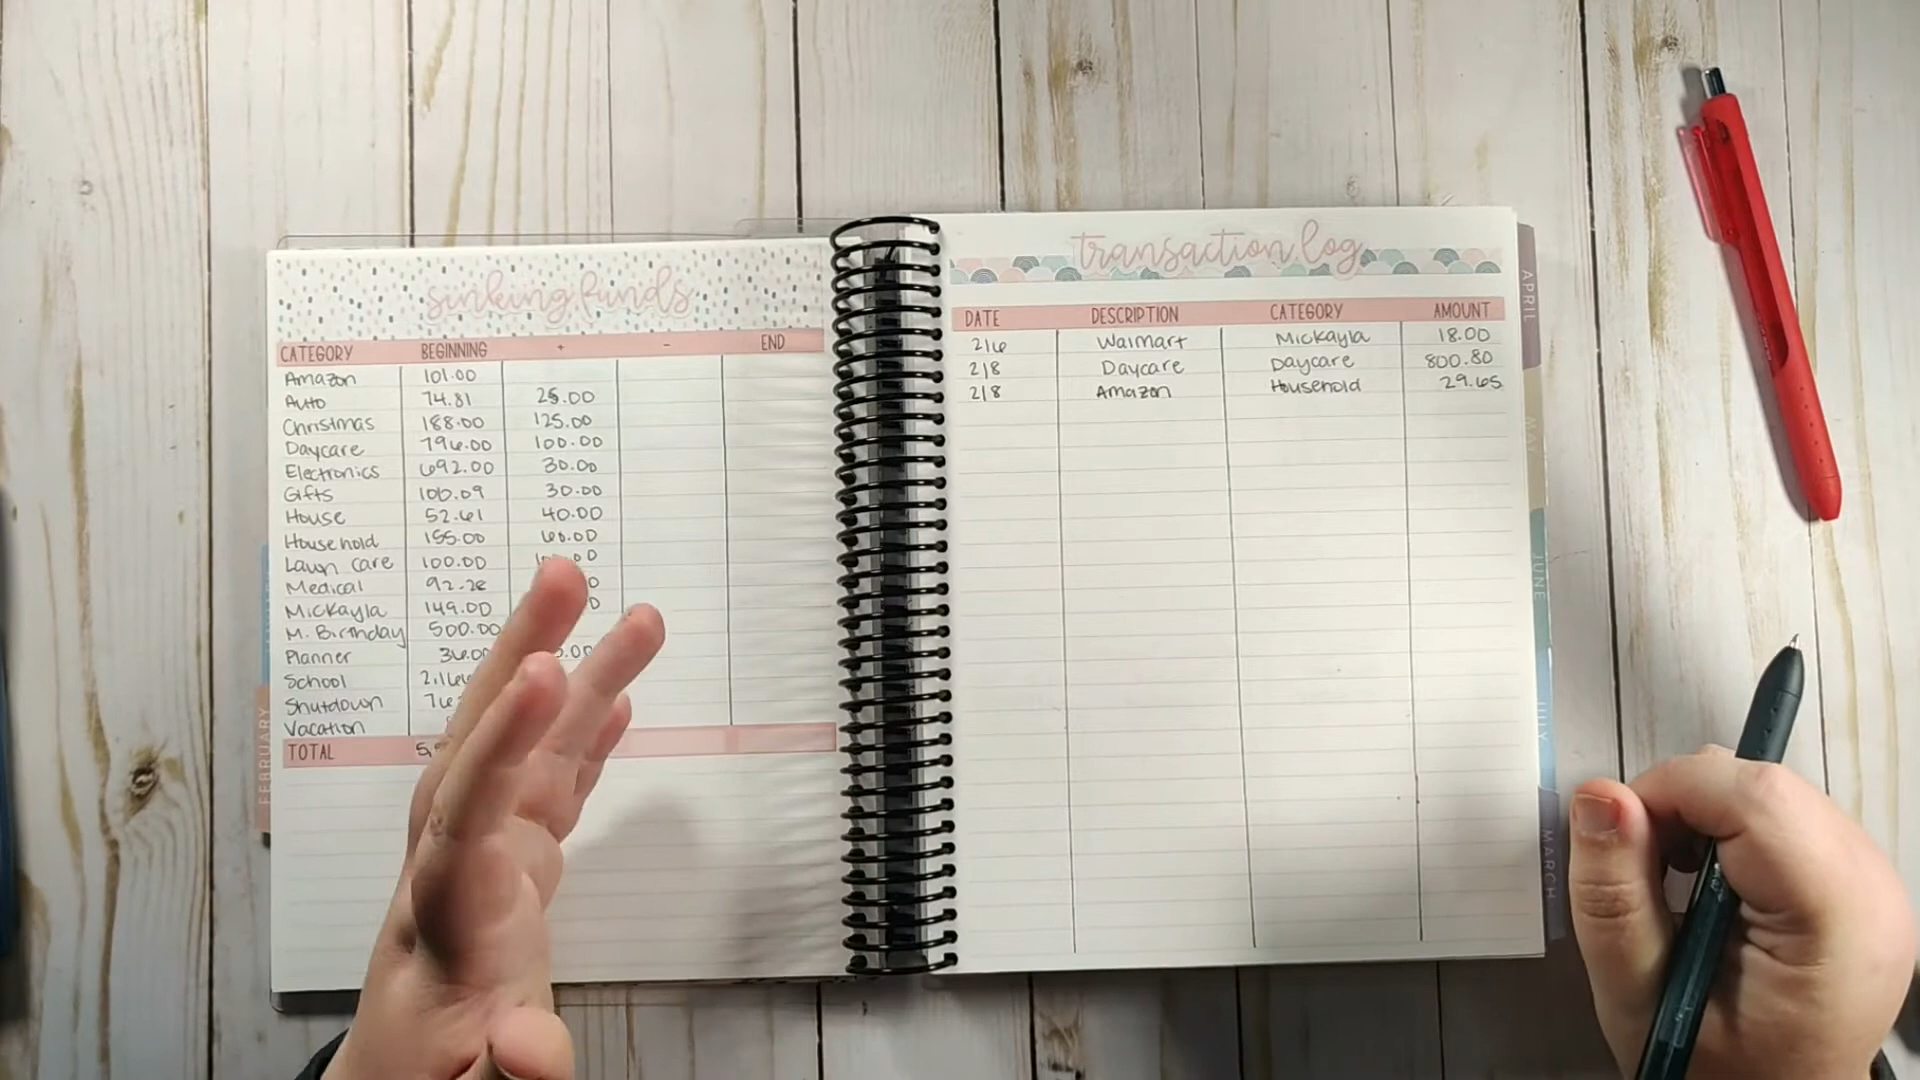 sinking funds
CATEGORY BEGINNING + - END
Amazon 101.00
Auto 74.81 25.00
Christmas 188.00 125.00
Daycare 796.00 100.00
Electronics 692.00 30.00
Gifts 30.00
House 52.61 40.00
Household 155.00 60.00
Lawn care 100.00
Medical
Mickayla 149.00
M. Birthday 500.00
Planner
School
Shutdown
Vacation
TOTAL
FEBRUARY
transaction log
DATE DESCRIPTION CATEGORY AMOUNT
2/6 Walmart Mickayla 18.00
2/8 Daycare Daycare 800.80
2/8 Amazon Household 29.65
APRIL
MAY
JUNE
JULY
MARCH